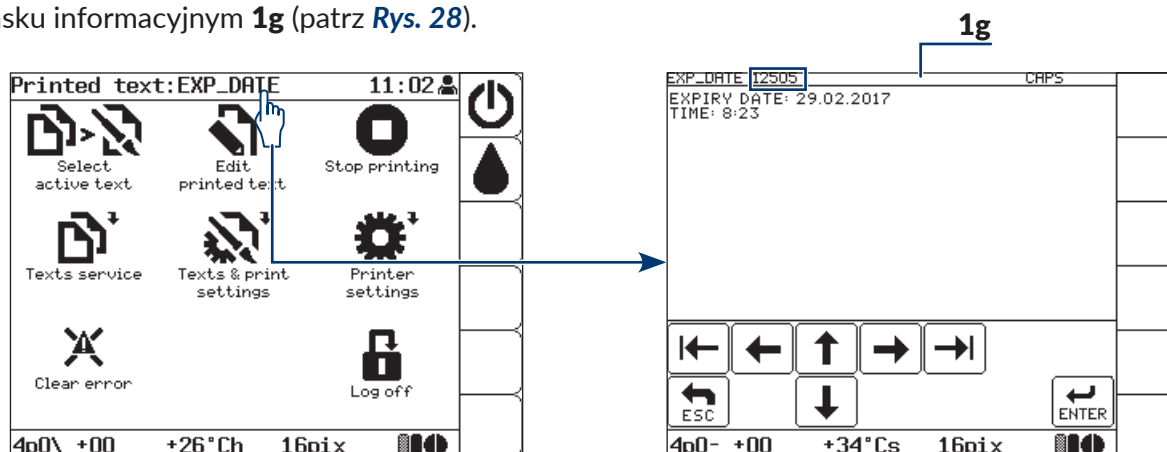 sku informacyjnym 1g (patrz Rys. 28).
1g
Printed text:EXP_DATE 11:02
Select active text
Edit printed text
Stop printing
Texts service
Texts & print settings
Printer settings
Clear error
Log off
4p0\ +00 +26°Ch 16pix
EXP_DATE 12505 CAPS
EXPIRY DATE: 29.02.2017
TIME: 8:23
ESC
ENTER
4p0- +00 +34°Cs 16pix